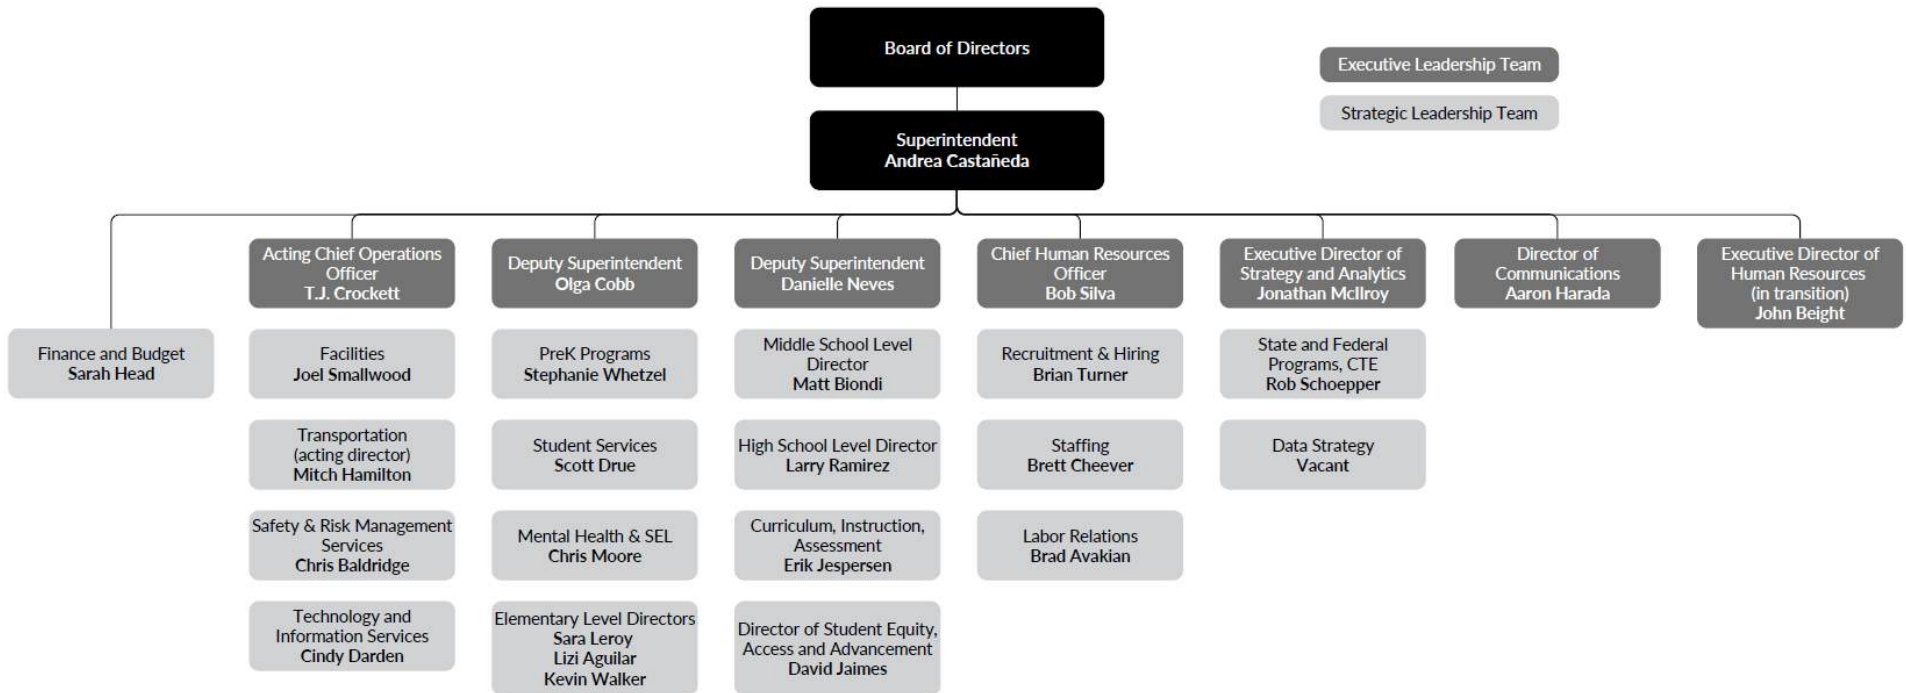 Board of Directors
Executive Leadership Team
Strategic Leadership Team
Superintendent
Andrea Castañeda
Acting Chief Operations
Officer
T.J. Crockett
Deputy Superintendent
Olga Cobb
Deputy Superintendent
Danielle Neves
Chief Human Resources
Officer
Bob Silva
Executive Director of
Strategy and Analytics
Jonathan McIlroy
Director of
Communications
Aaron Harada
Executive Director of
Human Resources
(in transition)
John Beight
Finance and Budget
Sarah Head
Facilities
Joel Smallwood
PreK Programs
Stephanie Whetzel
Middle School Level
Director
Matt Biondi
Recruitment & Hiring
Brian Turner
State and Federal
Programs, CTE
Rob Schoepper
Transportation
(acting director)
Mitch Hamilton
Student Services
Scott Drue
High School Level Director
Larry Ramirez
Staffing
Brett Cheever
Data Strategy
Vacant
Safety & Risk Management
Services
Chris Baldridge
Mental Health & SEL
Chris Moore
Curriculum, Instruction,
Assessment
Erik Jespersen
Labor Relations
Brad Avakian
Technology and
Information Services
Cindy Darden
Elementary Level Directors
Sara Leroy
Lizi Aguilar
Kevin Walker
Director of Student Equity,
Access and Advancement
David Jaimes